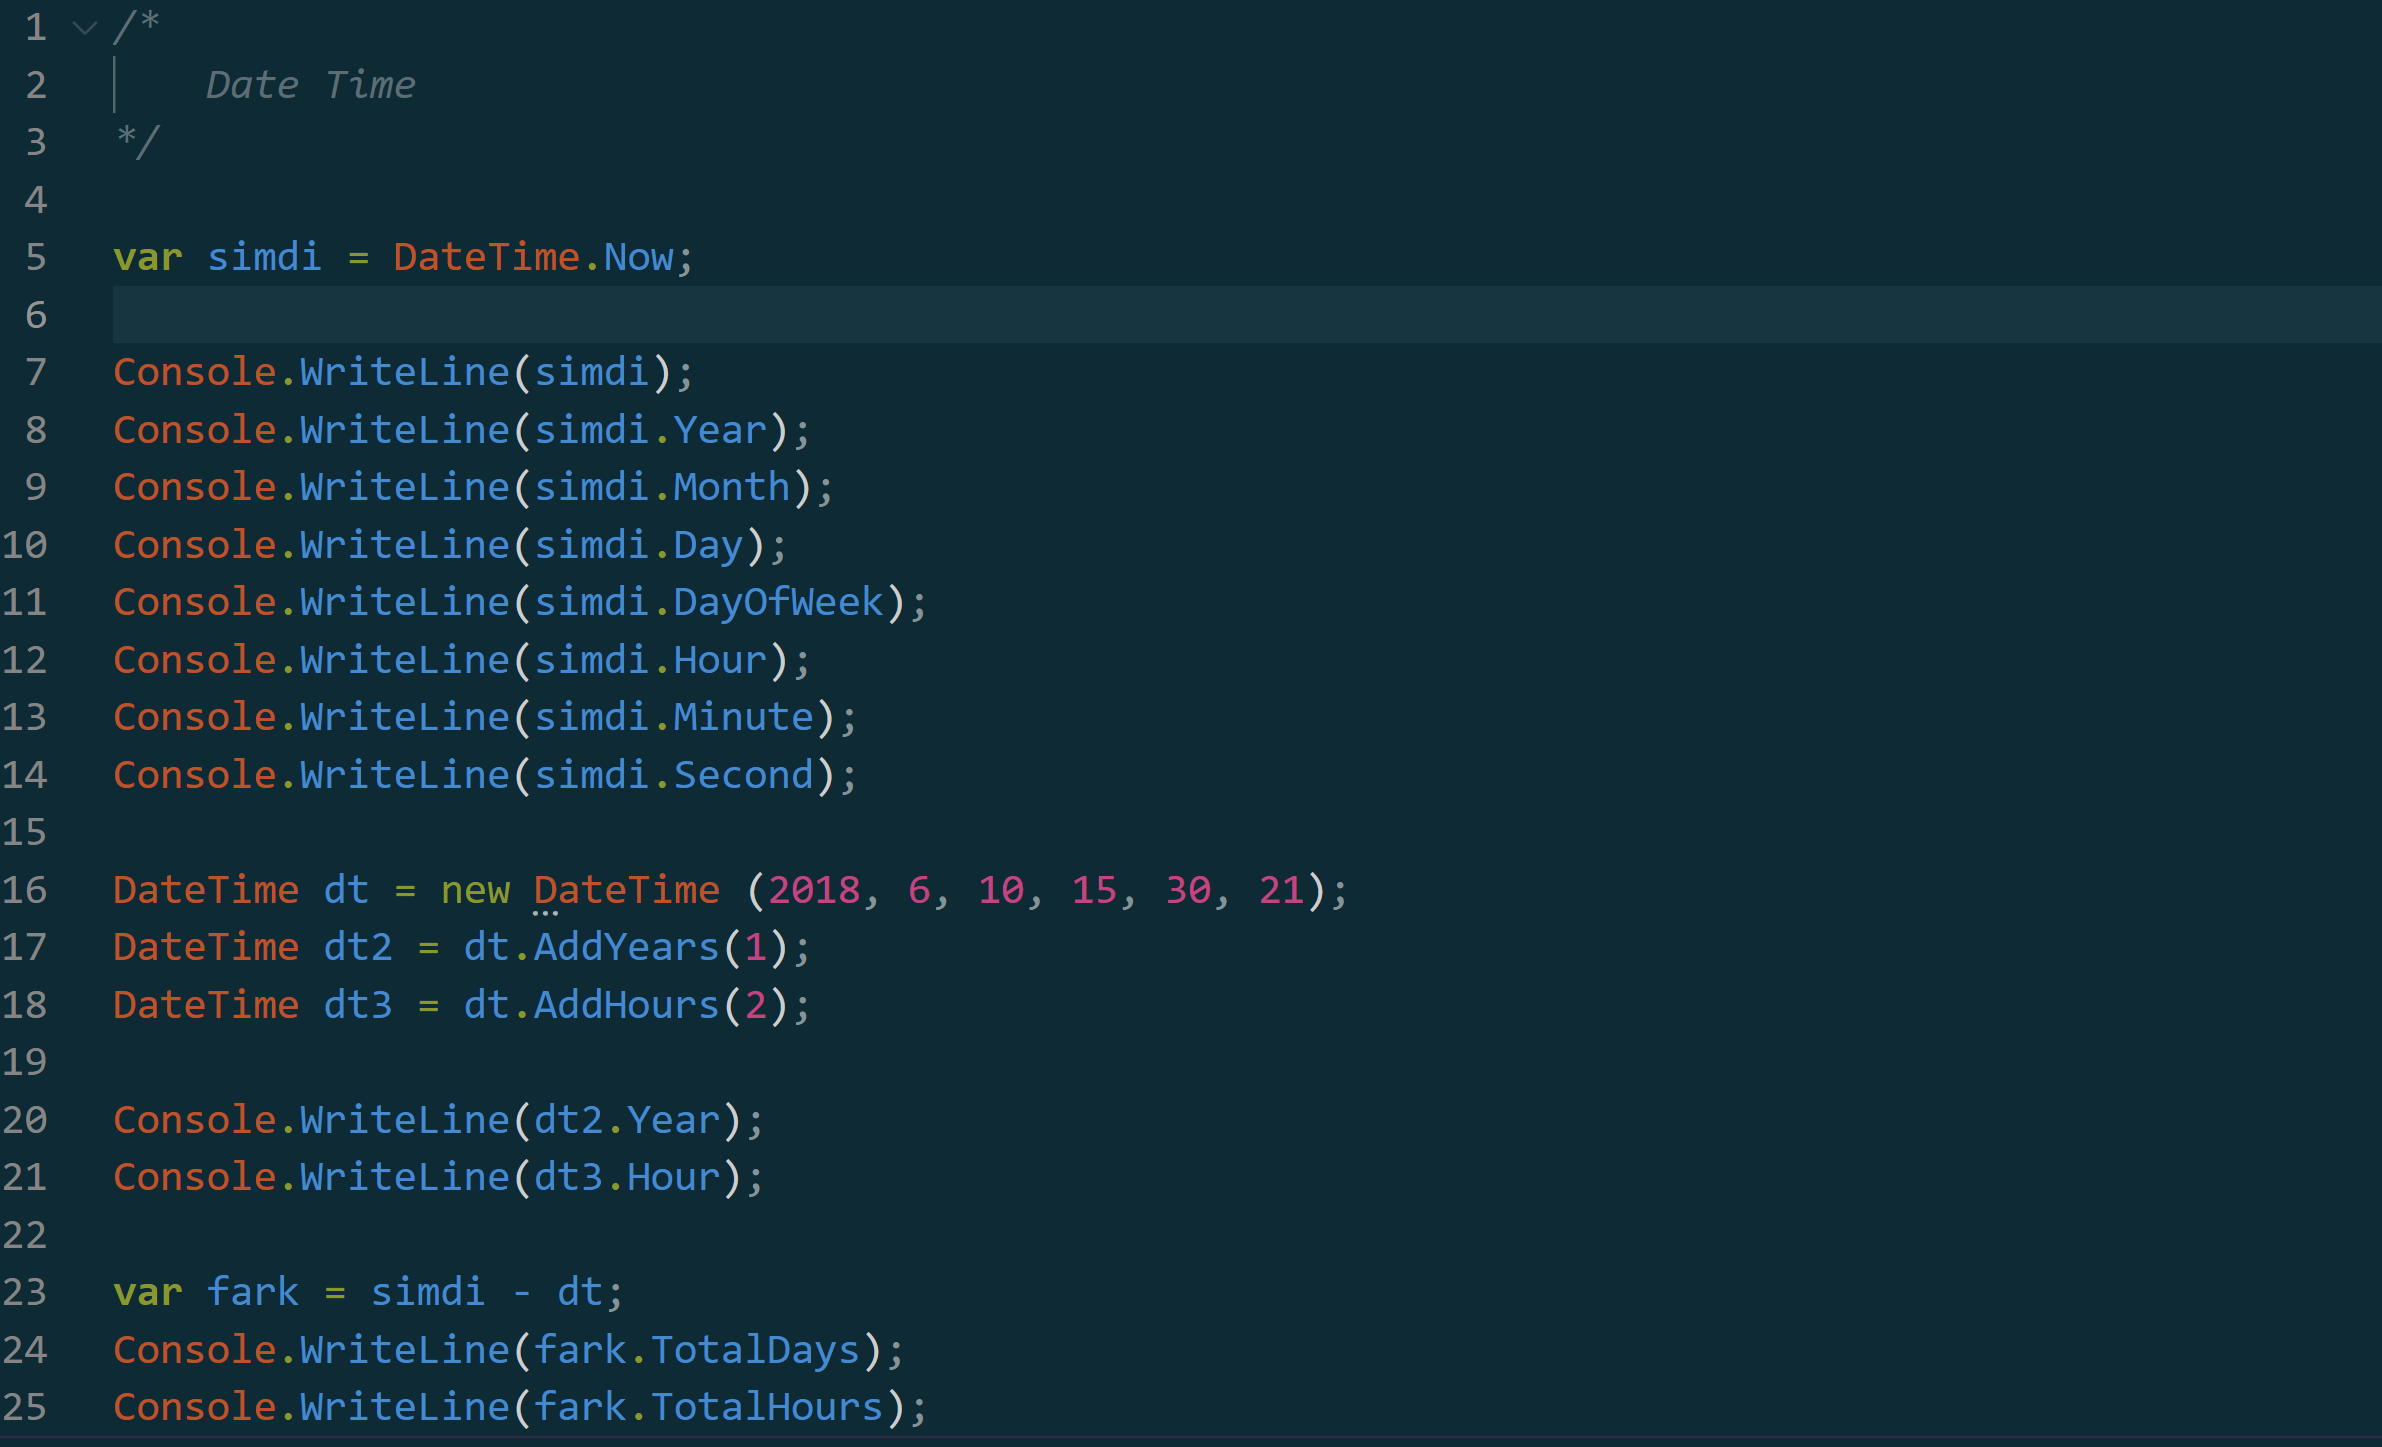 1 /*
2 Date Time
3 */
4
5 var simdi = DateTime.Now;
6
7 Console.WriteLine(simdi);
8 Console.WriteLine(simdi.Year);
9 Console.WriteLine(simdi.Month);
10 Console.WriteLine(simdi.Day);
11 Console.WriteLine(simdi.DayOfWeek);
12 Console.WriteLine(simdi.Hour);
13 Console.WriteLine(simdi.Minute);
14 Console.WriteLine(simdi.Second);
15
16 DateTime dt = new DateTime (2018, 6, 10, 15, 30, 21);
17 DateTime dt2 = dt.AddYears(1);
18 DateTime dt3 = dt.AddHours(2);
19
20 Console.WriteLine(dt2.Year);
21 Console.WriteLine(dt3.Hour);
22
23 var fark = simdi - dt;
24 Console.WriteLine(fark.TotalDays);
25 Console.WriteLine(fark.TotalHours);